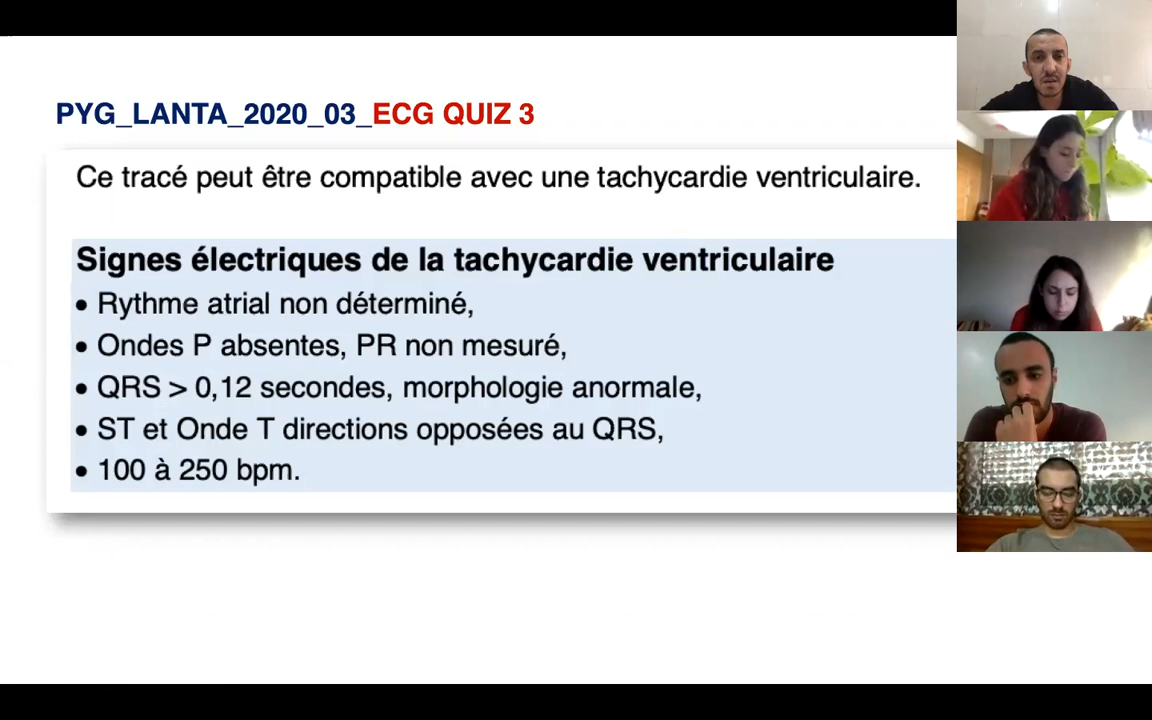 PYG_LANTA_2020_03_ECG QUIZ 3
Ce tracé peut être compatible avec une tachycardie ventriculaire.
Signes électriques de la tachycardie ventriculaire
• Rythme atrial non déterminé,
• Ondes P absentes, PR non mesuré,
• QRS > 0,12 secondes, morphologie anormale,
• ST et Onde T directions opposées au QRS,
• 100 à 250 bpm.